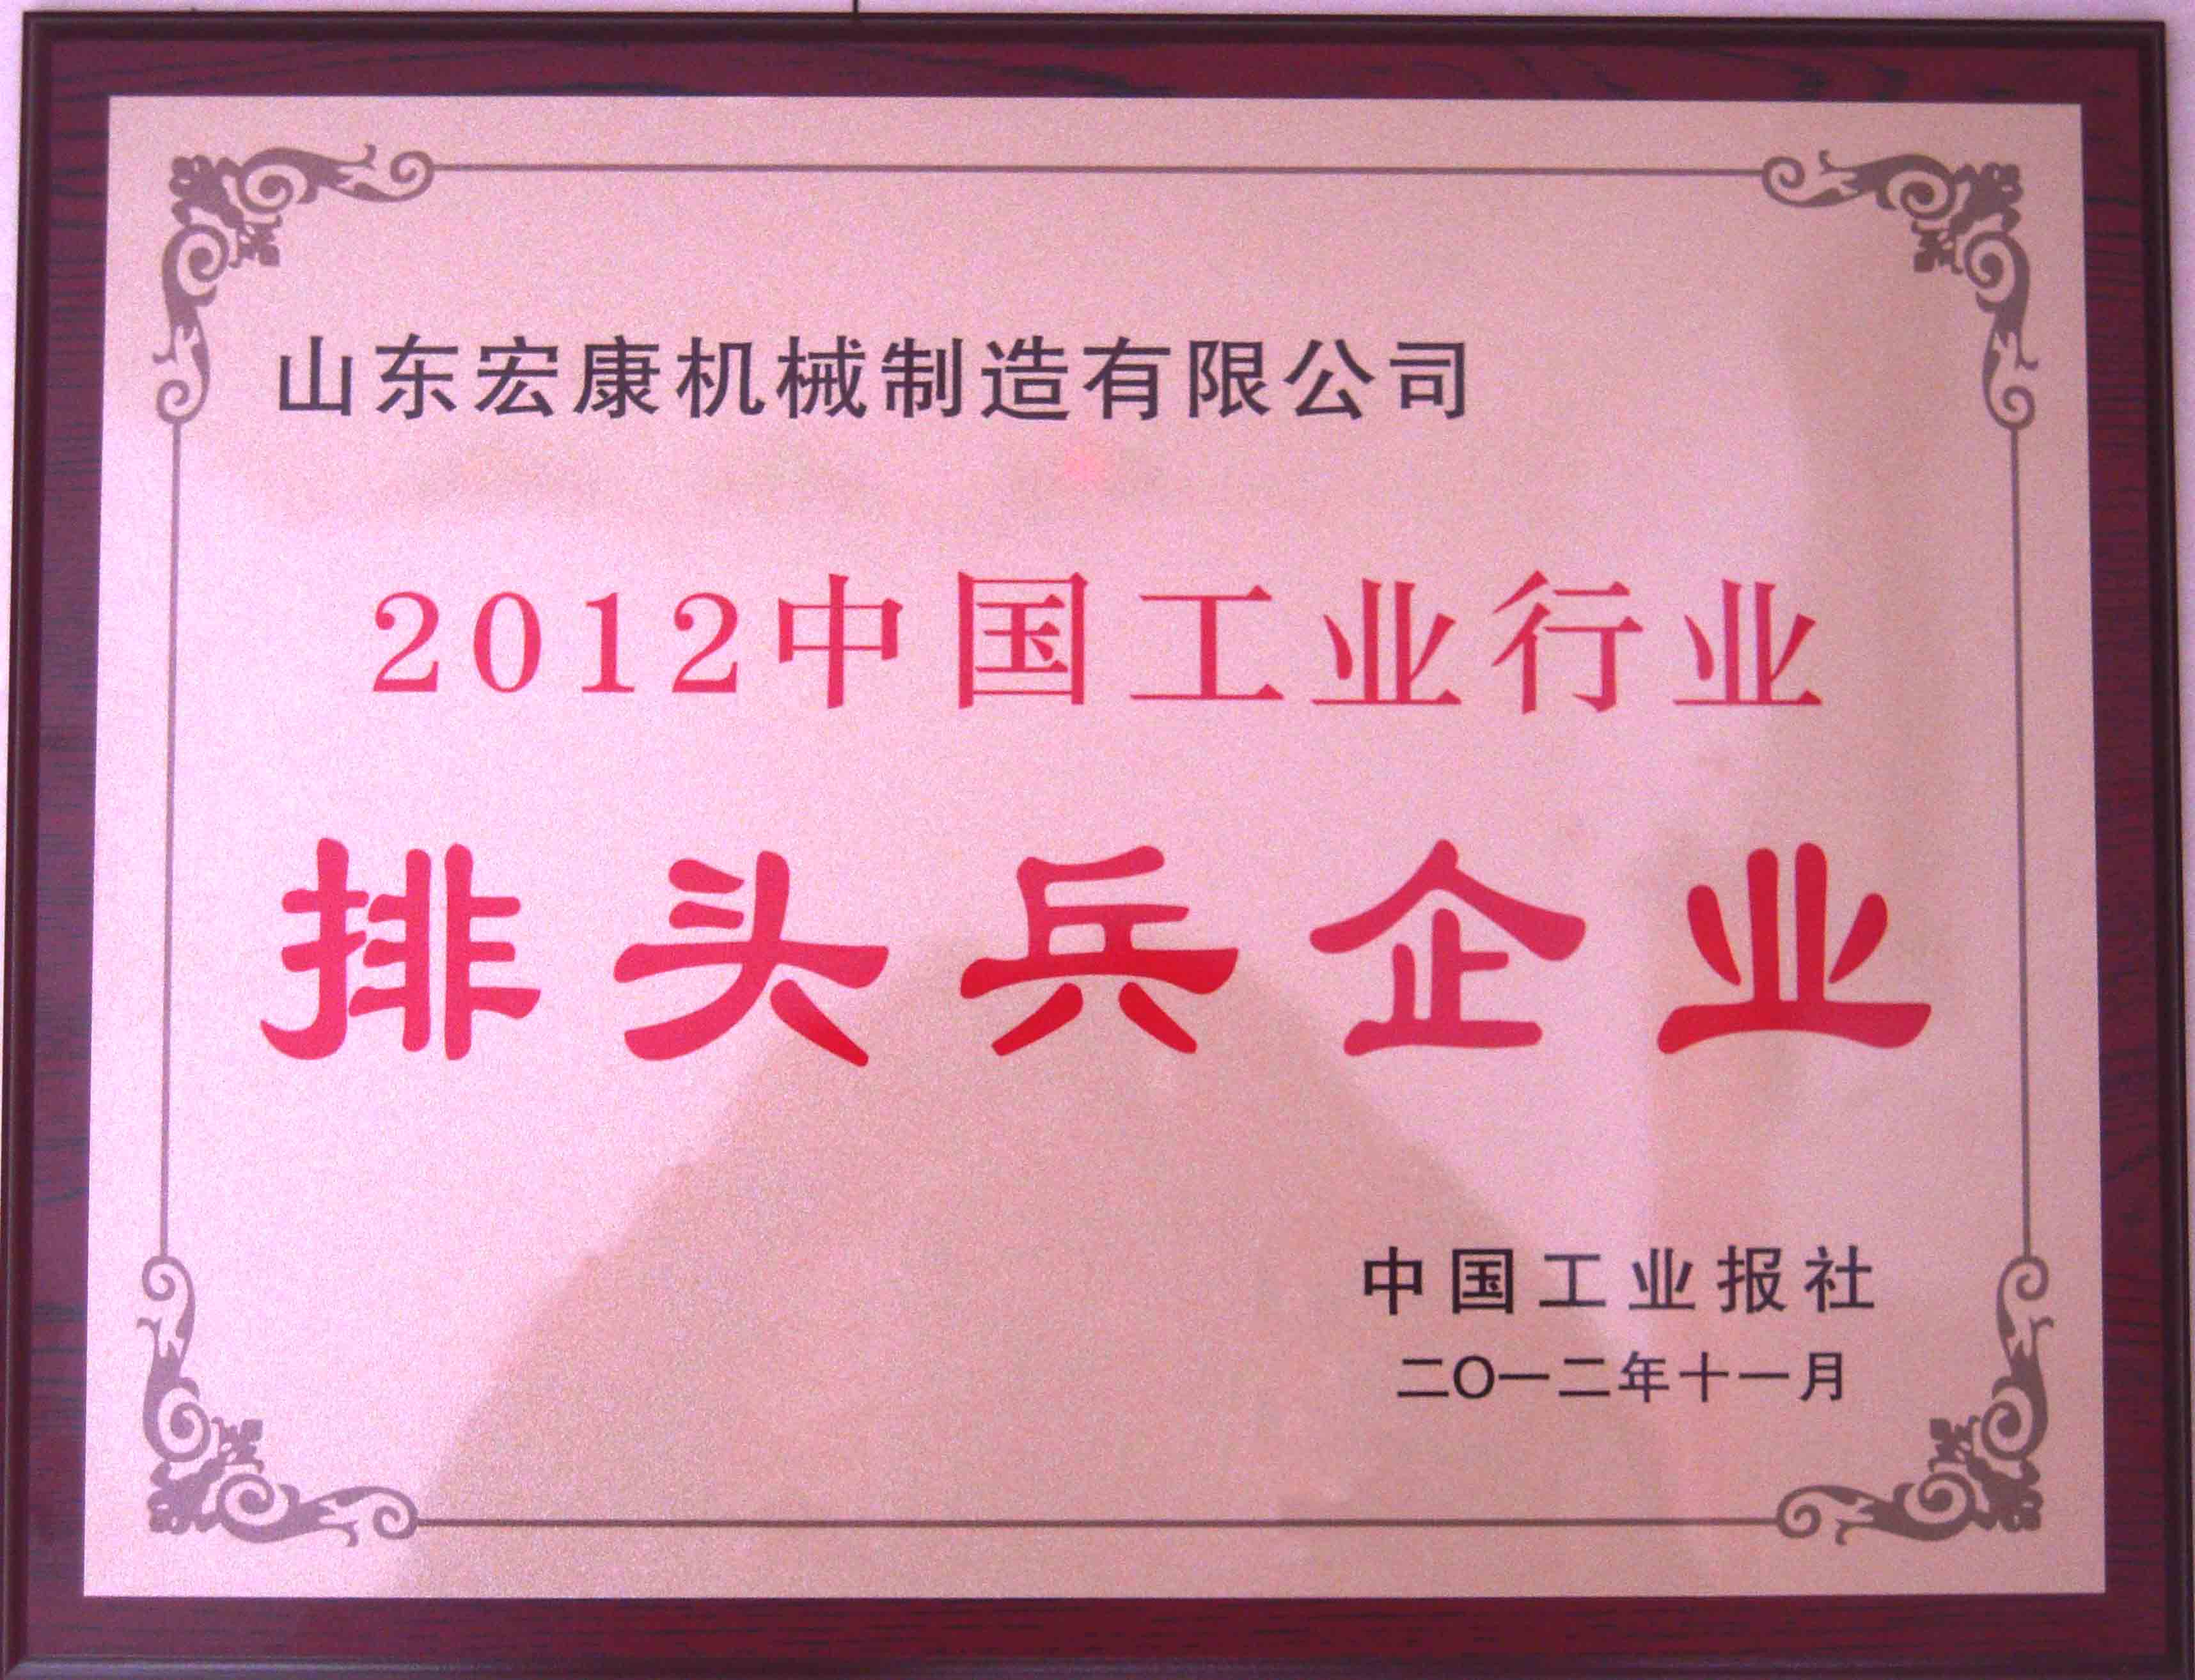 山东宏康机械制造有限公司
2012中国工业行业
排头兵企业
中国工业报社
二〇一二年十一月